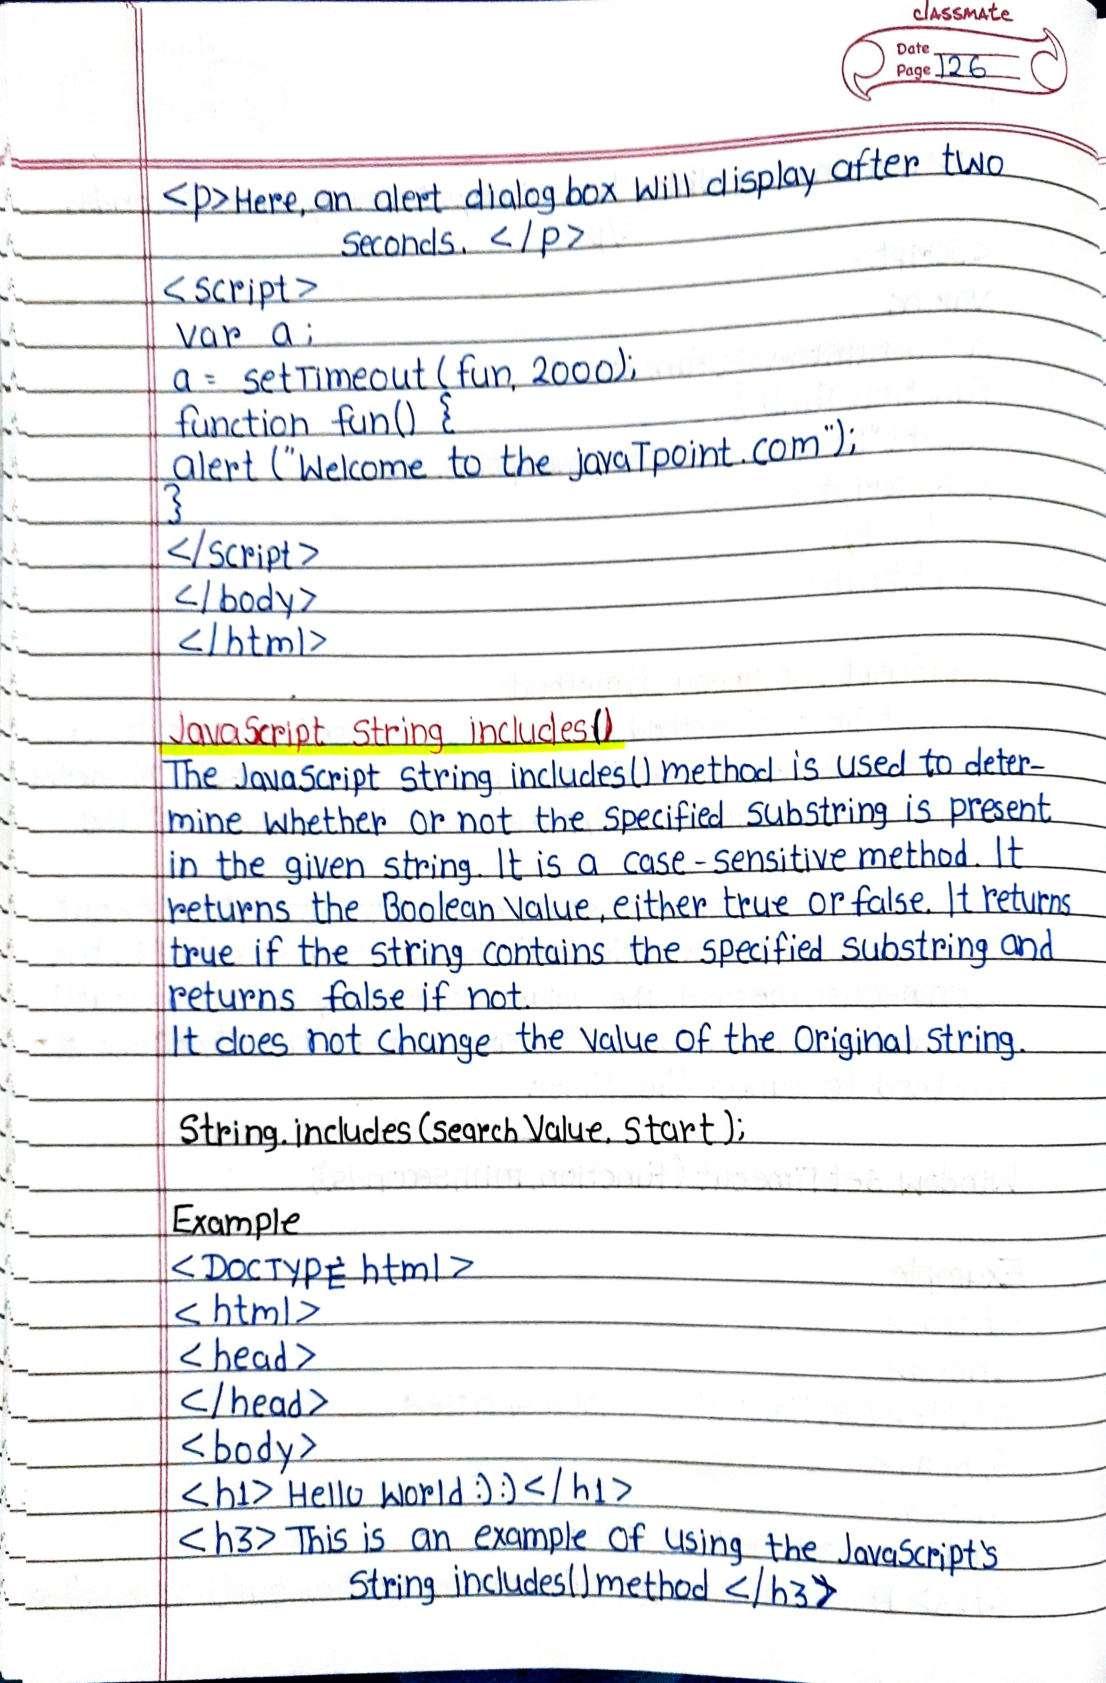 classmate
Date
Page 126
<p>Here, an alert dialog box will display after two
seconds. </p>
<script>
var a;
a = setTimeout(fun, 2000);
function fun() {
alert ("Welcome to the javaTpoint.com");
}
</script>
</body>
</html>
JavaScript String includes()
The JavaScript string includes() method is used to deter-
mine whether or not the specified substring is present
in the given string. It is a case-sensitive method. It
returns the Boolean value, either true or false. It returns
true if the string contains the specified substring and
returns false if not.
It does not change the value of the original string.
String.includes (searchValue, start);
Example
<DOCTYPE html>
<html>
<head>
</head>
<body>
<h1> Hello World :) :) </h1>
<h3> This is an example of using the JavaScript's
String includes() method </h3>